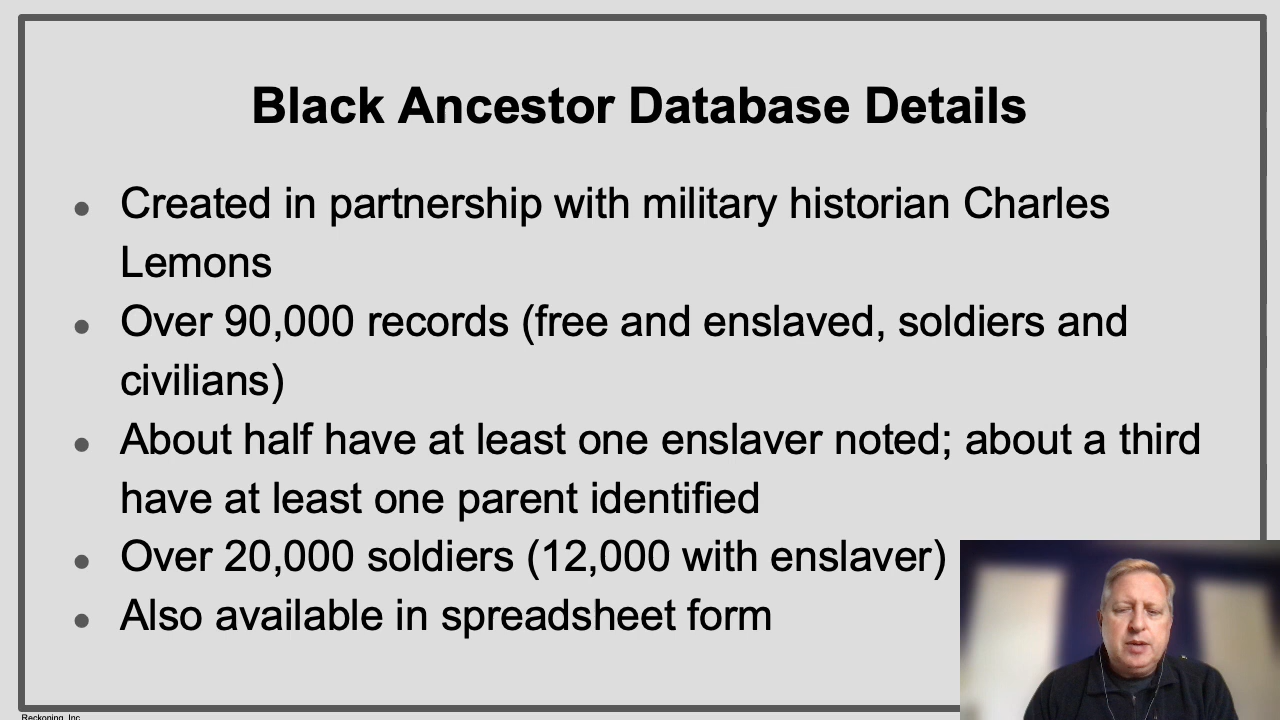 Black Ancestor Database Details
● Created in partnership with military historian Charles
Lemons
● Over 90,000 records (free and enslaved, soldiers and
civilians)
● About half have at least one enslaver noted; about a third
have at least one parent identified
● Over 20,000 soldiers (12,000 with enslaver)
● Also available in spreadsheet form
Reckoning, Inc.